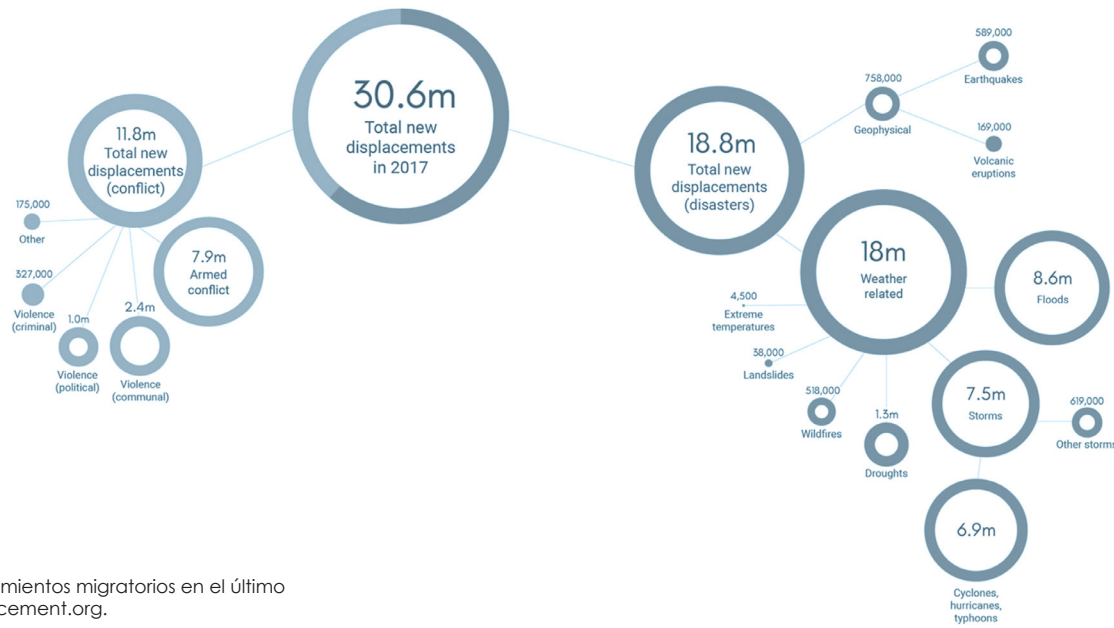 30.6m
Total new
displacements
in 2017
11.8m
Total new
displacements
(conflict)
175,000
Other
327,000
Violence
(criminal)
1.0m
Violence
(political)
2.4m
Violence
(communal)
7.9m
Armed
conflict
18.8m
Total new
displacements
(disasters)
758,000
Geophysical
589,000
Earthquakes
169,000
Volcanic
eruptions
18m
Weather
related
4,500
Extreme
temperatures
38,000
Landslides
518,000
Wildfires
1.3m
Droughts
8.6m
Floods
7.5m
Storms
619,000
Other storms
6.9m
Cyclones,
hurricanes,
typhoons
migratorios en el último